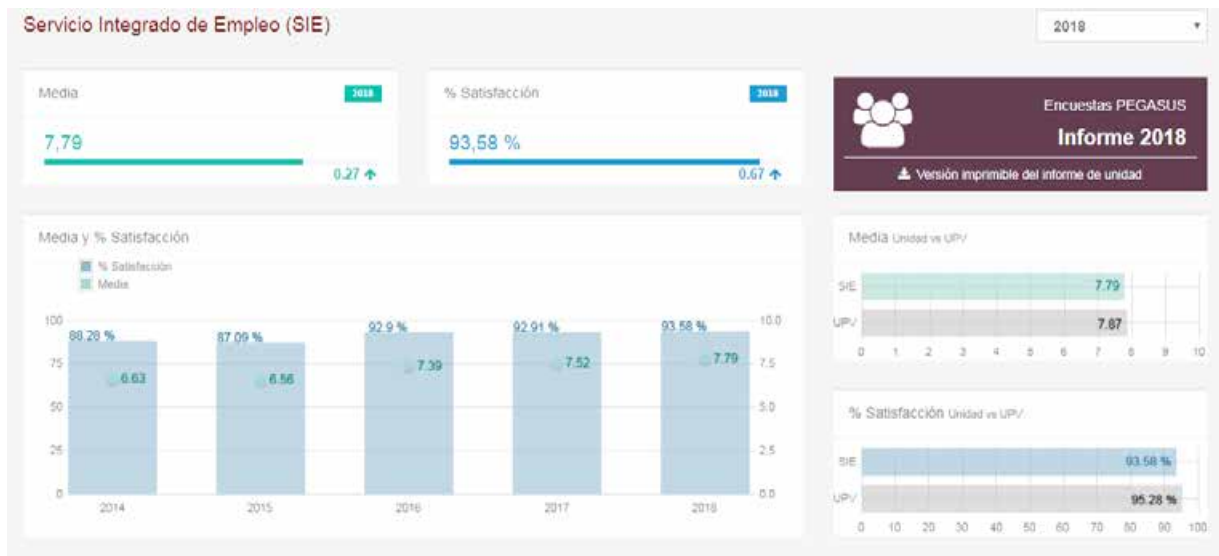 Servicio Integrado de Empleo (SIE)
2018
Media
2018
7,79
0.27
% Satisfacción
2018
93,58 %
0.67
Encuestas PEGASUS
Informe 2018
Versión imprimible del informe de unidad
Media y % Satisfacción
% Satisfacción
Media
100
75
50
25
0
88.28 %
87.09 %
92.9 %
92.91 %
93.58 %
6.63
6.56
7.39
7.52
7.79
10.0
7.5
5.0
2.5
0.0
2014 2015 2016 2017 2018
Media Unidad vs UPV
SIE
7.79
UPV
7.87
0 1 2 3 4 5 6 7 8 9 10
% Satisfacción Unidad vs UPV
SIE
93.58 %
UPV
95.28 %
0 10 20 30 40 50 60 70 80 90 100